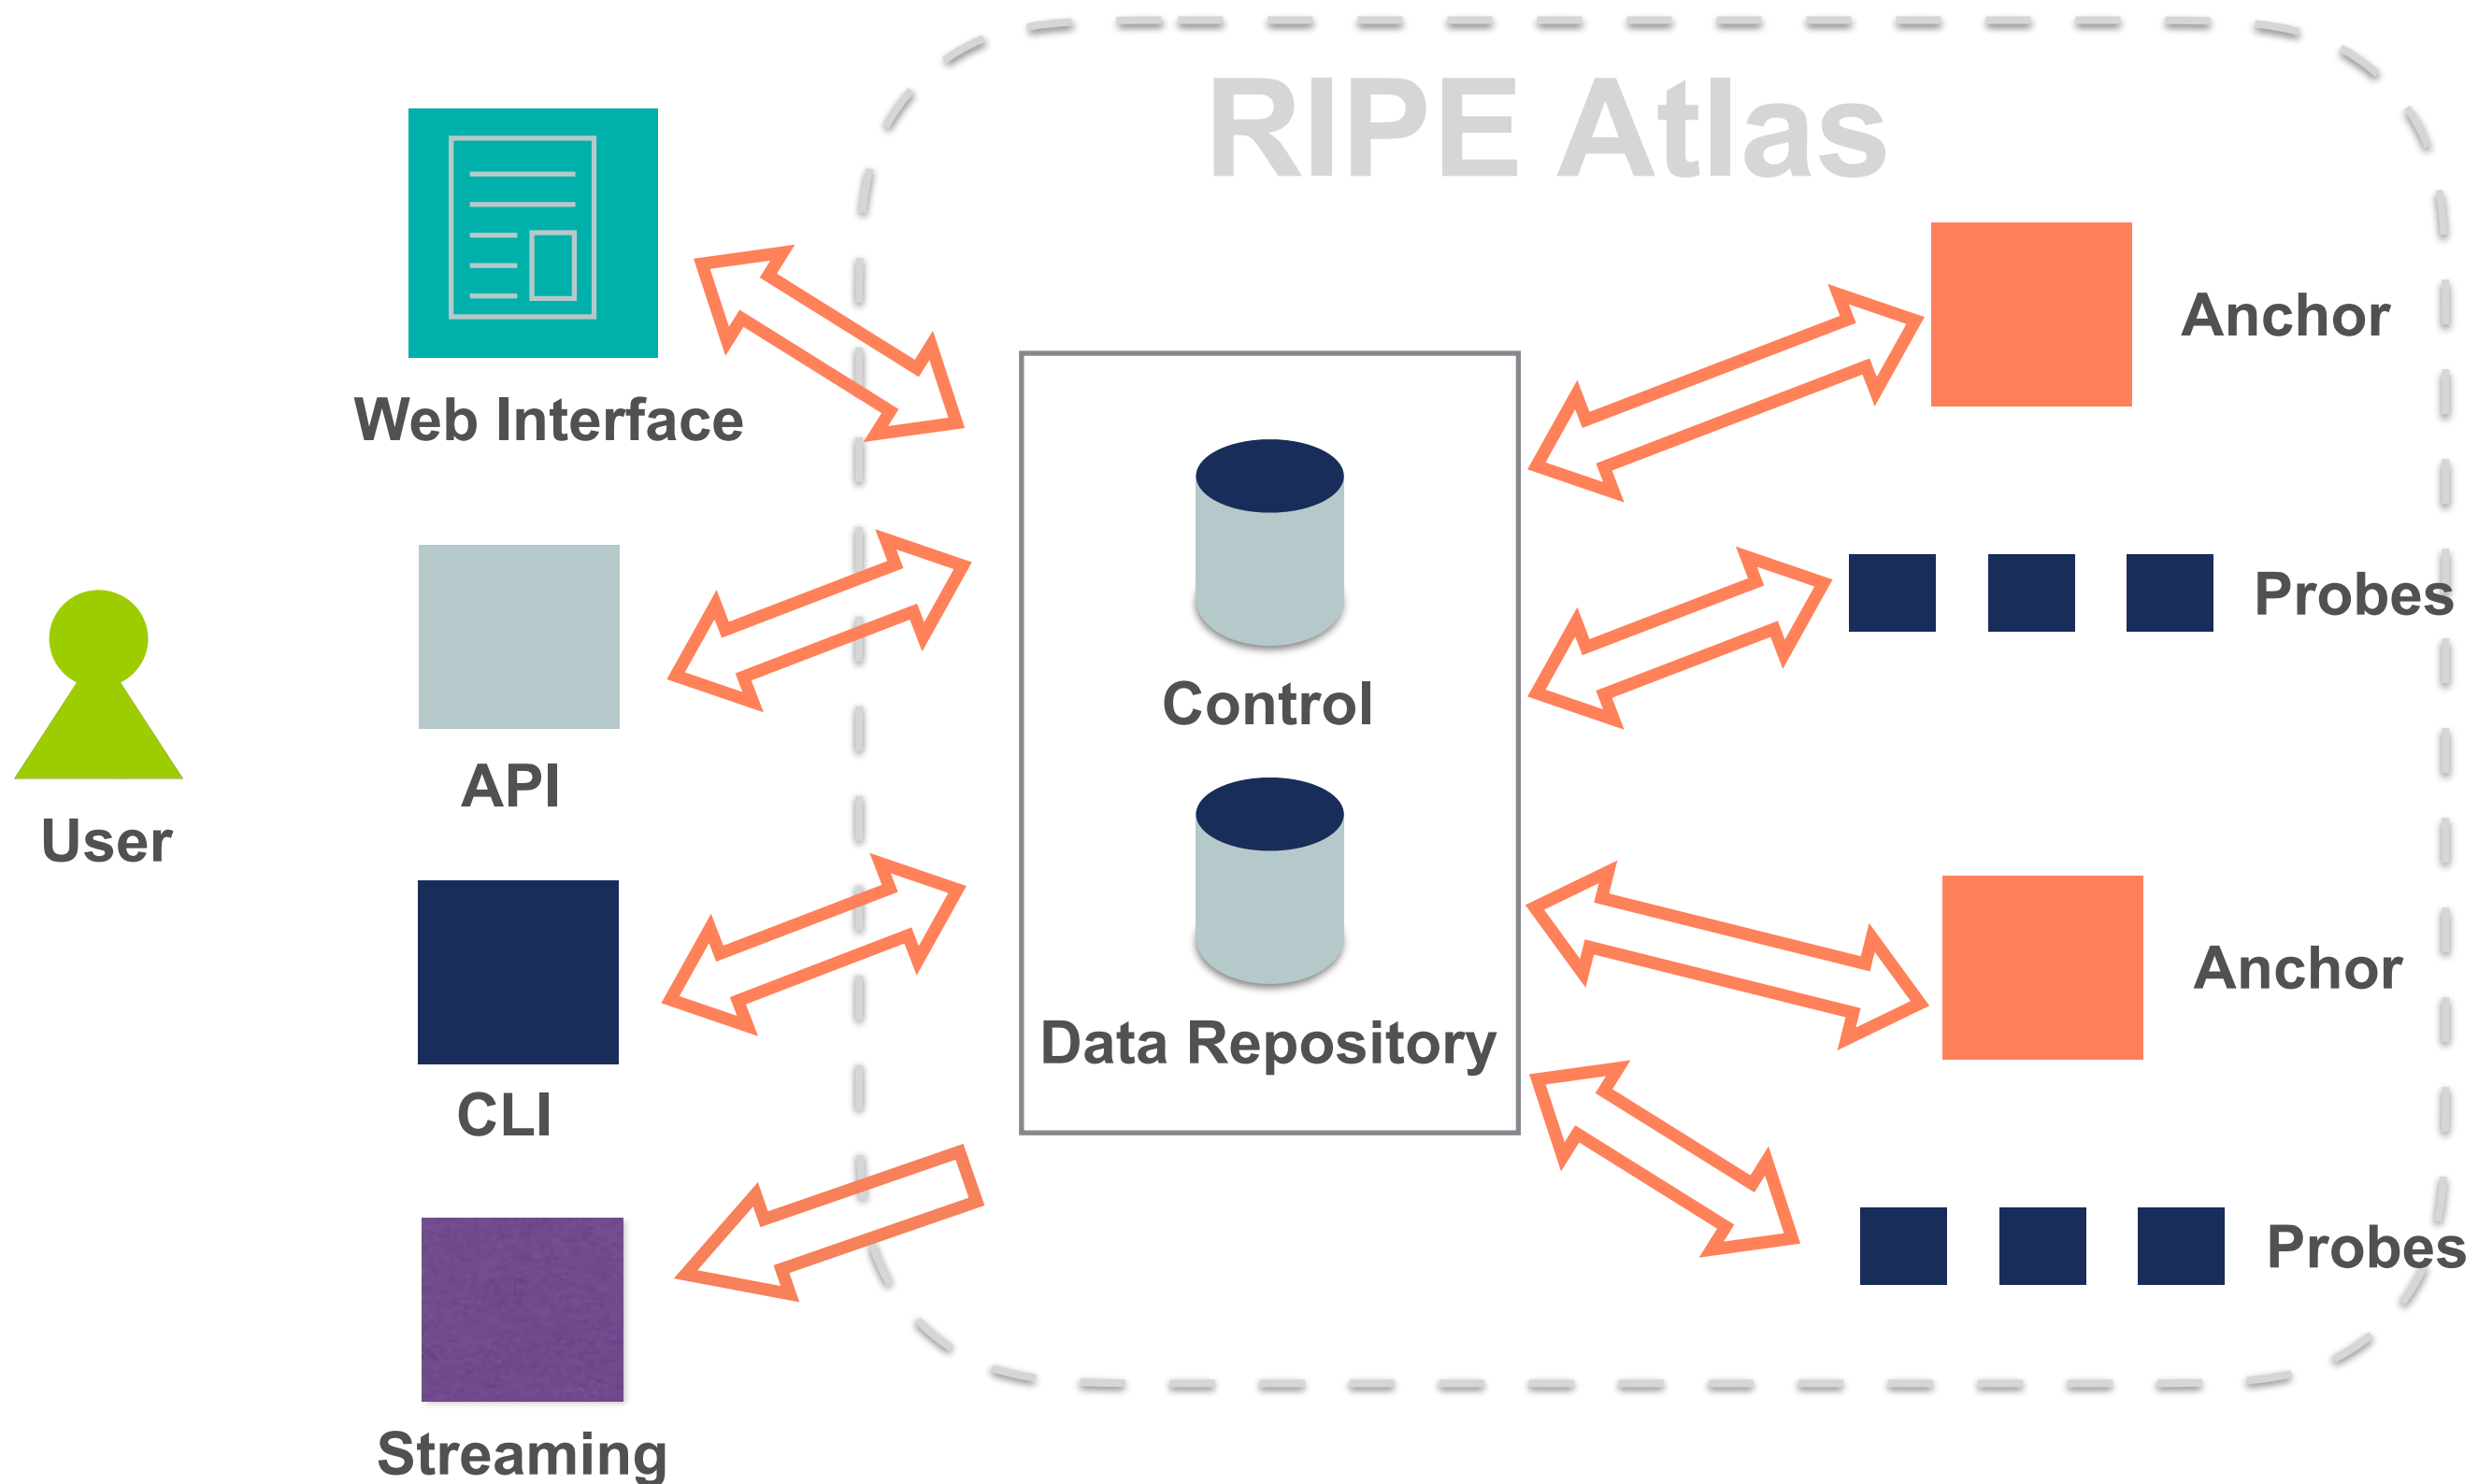 RIPE Atlas
Web Interface
Anchor
Probes
Control
API
User
Anchor
Data Repository
CLI
Probes
Streaming